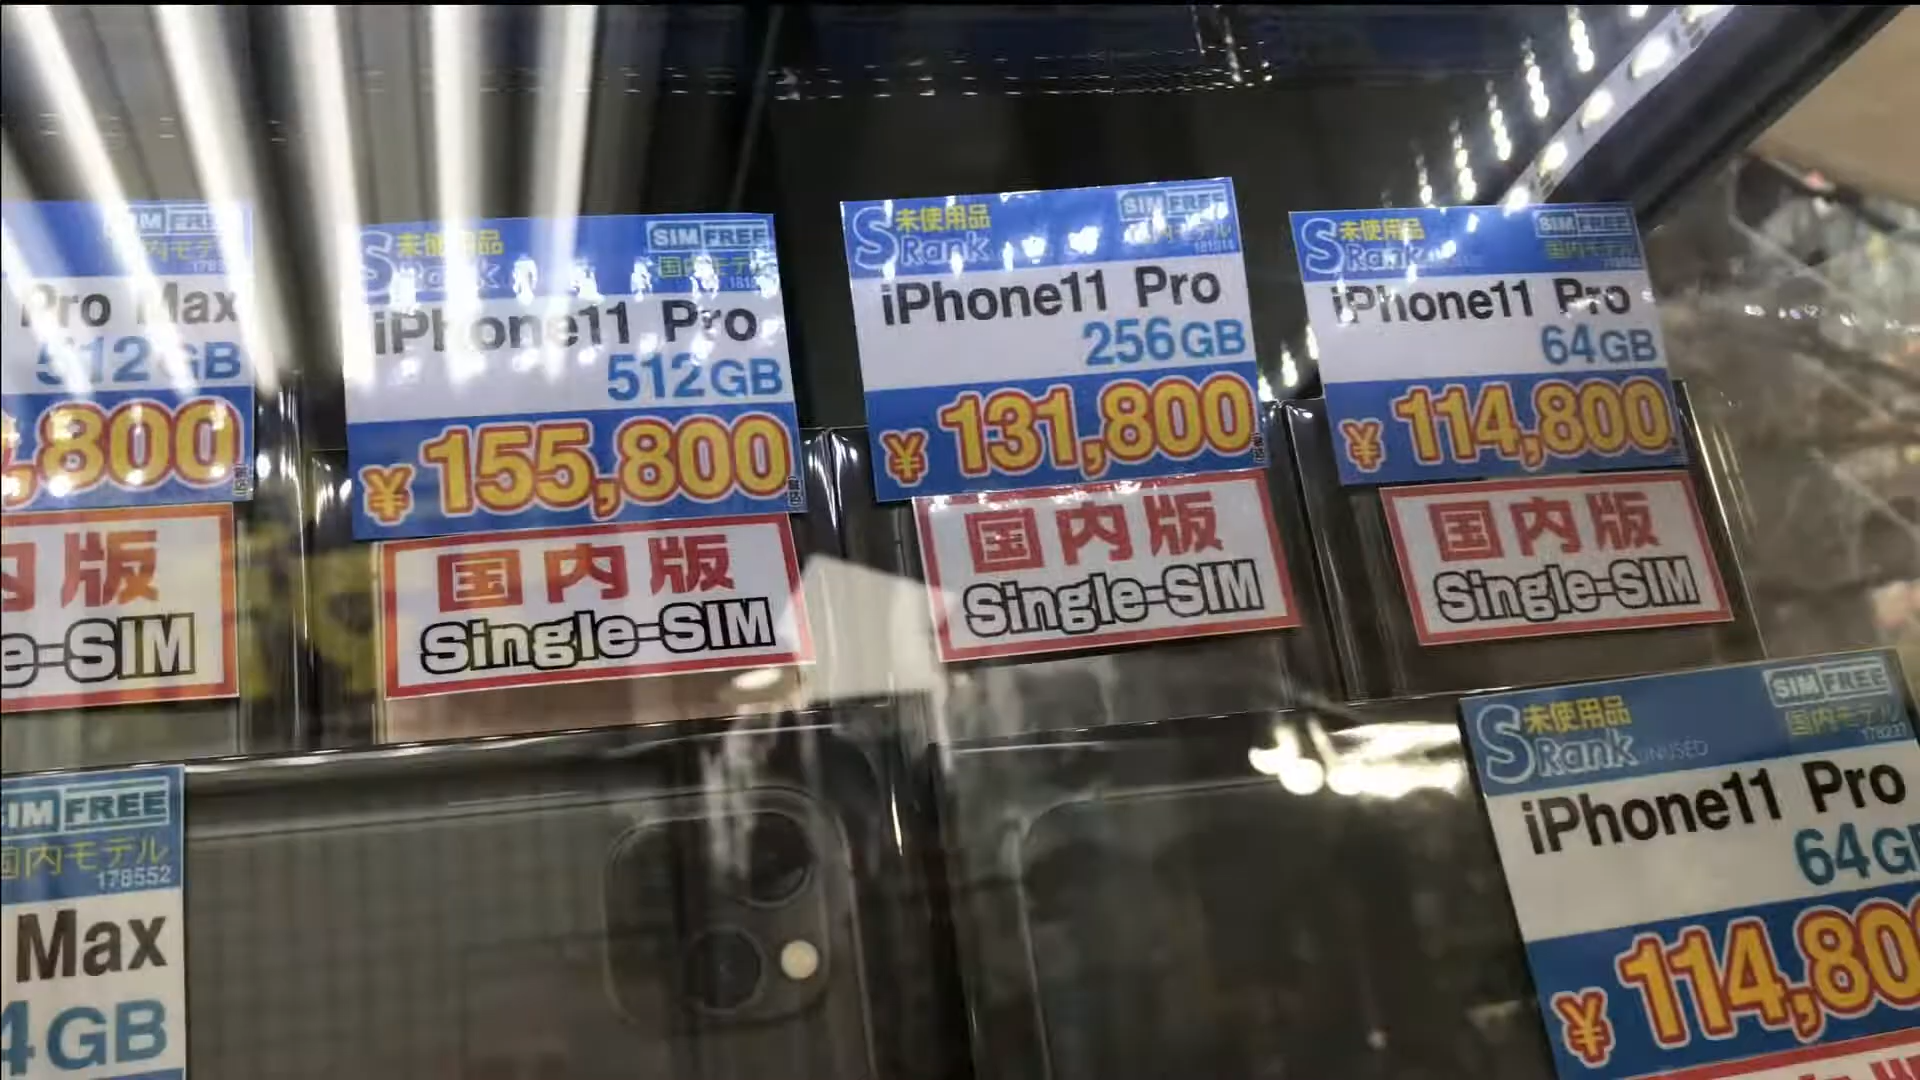 SIM FREE
Pro Max
512GB
,800
内版
e-SIM
S 未使用品 Rank
SIM FREE
国内モデル
iPhone11 Pro
512GB
¥155,800
国内版
Single-SIM
S 未使用品 Rank
SIM FREE
国内モデル
iPhone11 Pro
256GB
¥131,800
国内版
Single-SIM
S 未使用品 Rank
SIM FREE
国内モデル
iPhone11 Pro
64GB
¥114,800
国内版
Single-SIM
SIM FREE
国内モデル
178552
Max
4GB
S 未使用品 Rank UNUSED
SIM FREE
国内モデル
178237
iPhone11 Pro
64G
¥114,80